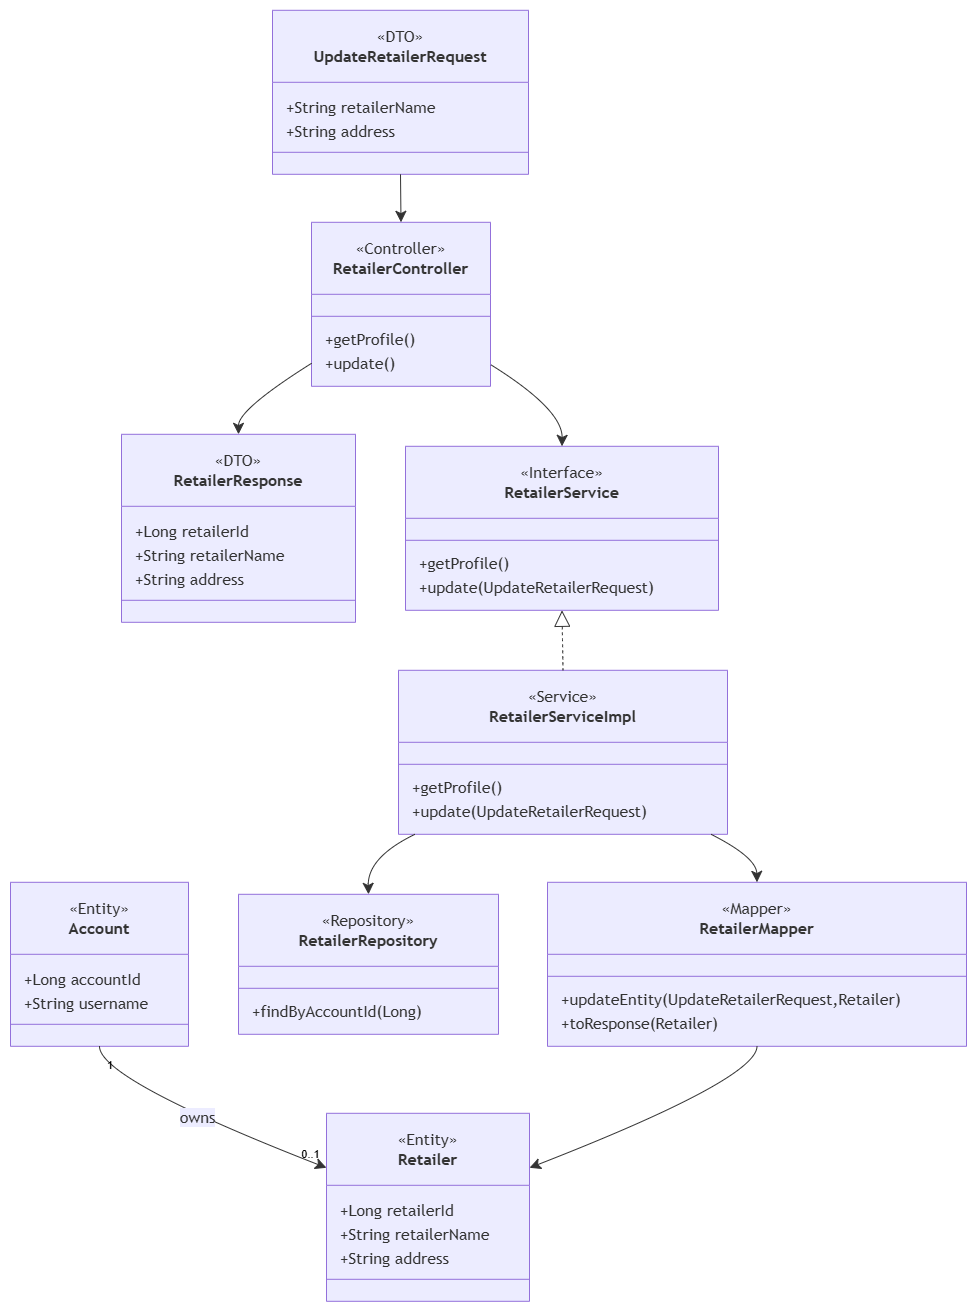 «DTO»
UpdateRetailerRequest
+String retailerName
+String address
«Controller»
RetailerController
+getProfile()
+update()
«DTO»
RetailerResponse
+Long retailerId
+String retailerName
+String address
«Interface»
RetailerService
+getProfile()
+update(UpdateRetailerRequest)
«Service»
RetailerServiceImpl
+getProfile()
+update(UpdateRetailerRequest)
«Entity»
Account
+Long accountId
+String username
«Repository»
RetailerRepository
+findByAccountId(Long)
«Mapper»
RetailerMapper
+updateEntity(UpdateRetailerRequest,Retailer)
+toResponse(Retailer)
1
owns
0..1
«Entity»
Retailer
+Long retailerId
+String retailerName
+String address